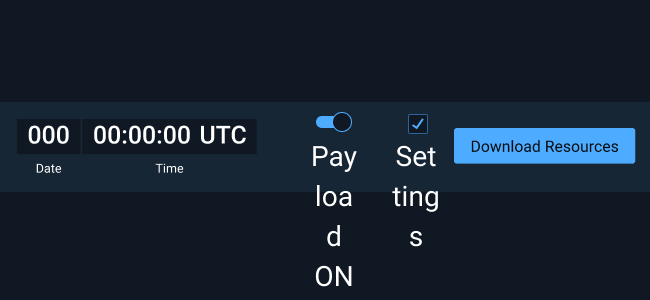 000 00:00:00 UTC
Date Time
Pay
loa
d
ON
Set
ting
s
Download Resources